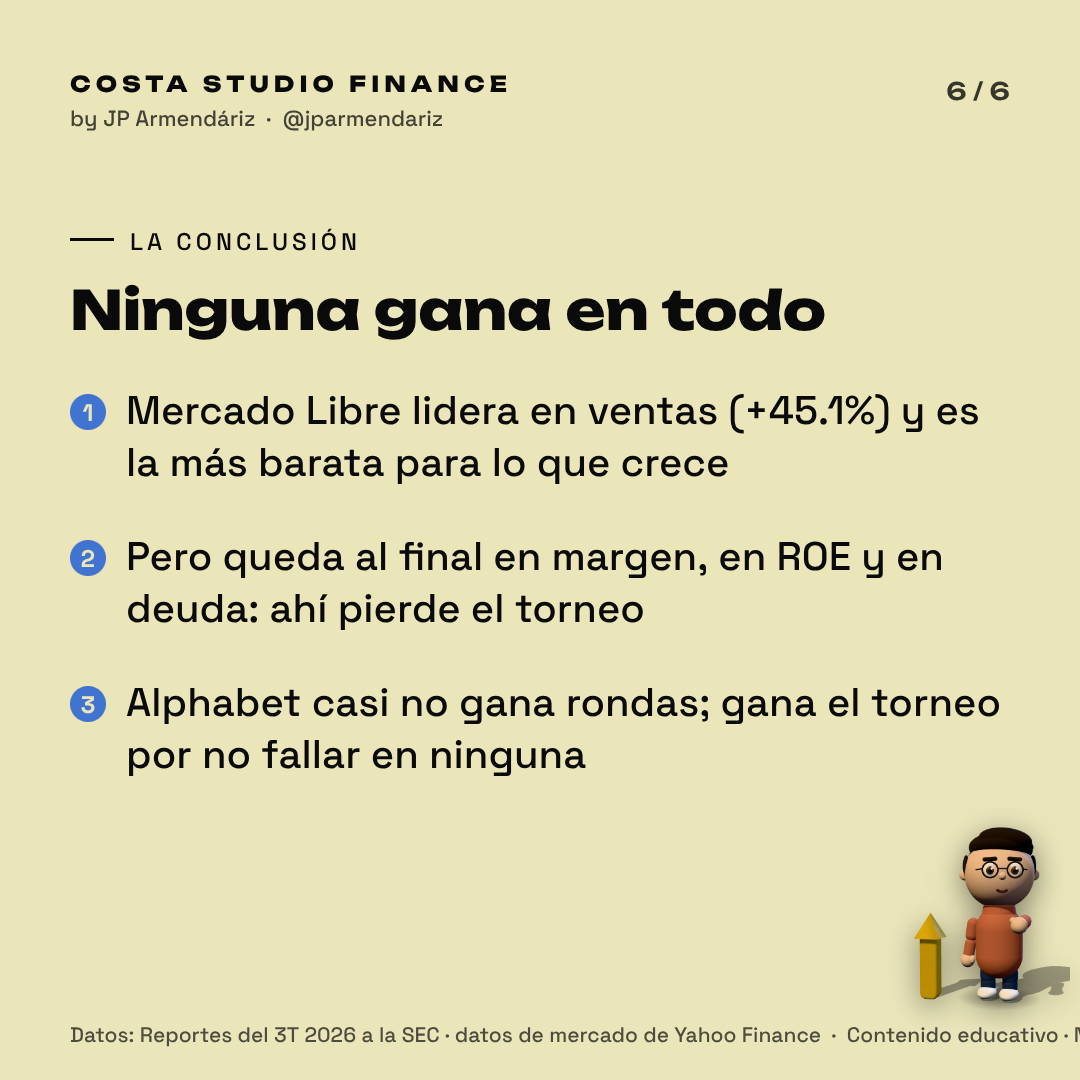 COSTA STUDIO FINANCE
by JP Armendáriz · @jparmendariz
6/6
LA CONCLUSIÓN
Ninguna gana en todo
1 Mercado Libre lidera en ventas (+45.1%) y es
la más barata para lo que crece
2 Pero queda al final en margen, en ROE y en
deuda: ahí pierde el torneo
3 Alphabet casi no gana rondas; gana el torneo
por no fallar en ninguna
Datos: Reportes del 3T 2026 a la SEC · datos de mercado de Yahoo Finance · Contenido educativo ·